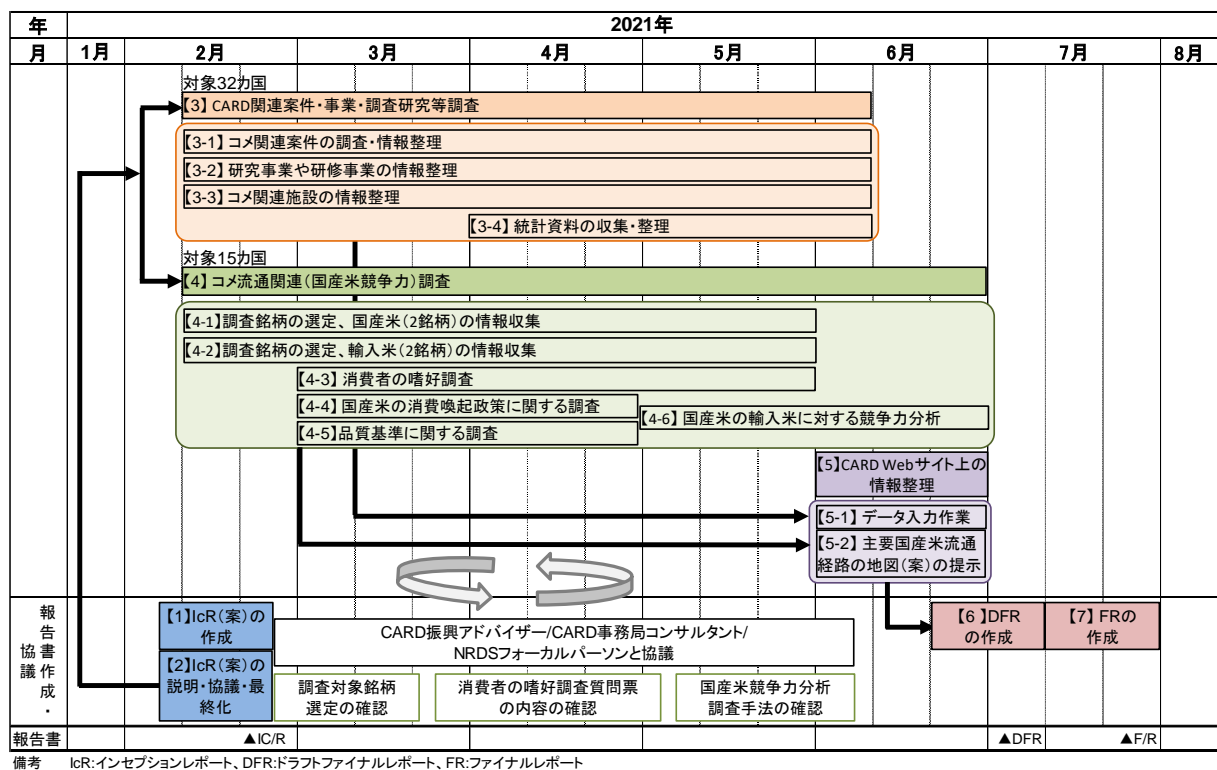 年
2021年
月
1月
2月
3月
4月
5月
6月
7月
8月
対象32カ国
【3】 CARD関連案件・事業・調査研究等調査
【3-1】 コメ関連案件の調査・情報整理
【3-2】 研究事業や研修事業の情報整理
【3-3】 コメ関連施設の情報整理
【3-4】 統計資料の収集・整理
対象15カ国
【4】 コメ流通関連(国産米競争力)調査
【4-1】調査銘柄の選定、国産米(2銘柄)の情報収集
【4-2】調査銘柄の選定、輸入米(2銘柄)の情報収集
【4-3】 消費者の嗜好調査
【4-4】 国産米の消費喚起政策に関する調査
【4-5】品質基準に関する調査
【4-6】 国産米の輸入米に対する競争力分析
【5】CARD Webサイト上の
情報整理
【5-1】 データ入力作業
【5-2】 主要国産米流通
経路の地図(案)の提示
報告書作成・
協議
【1】IcR(案)の
作成
【2】IcR(案)の
説明・協議・最
終化
CARD振興アドバイザー/CARD事務局コンサルタント/
NRDSフォーカルパーソンと協議
調査対象銘柄
選定の確認
消費者の嗜好調査質問票
の内容の確認
国産米競争力分析
調査手法の確認
【6 】DFR
の作成
【7】 FRの
作成
報告書
▲IC/R
▲DFR
▲F/R
備考 IcR:インセプションレポート、DFR:ドラフトファイナルレポート、FR:ファイナルレポート